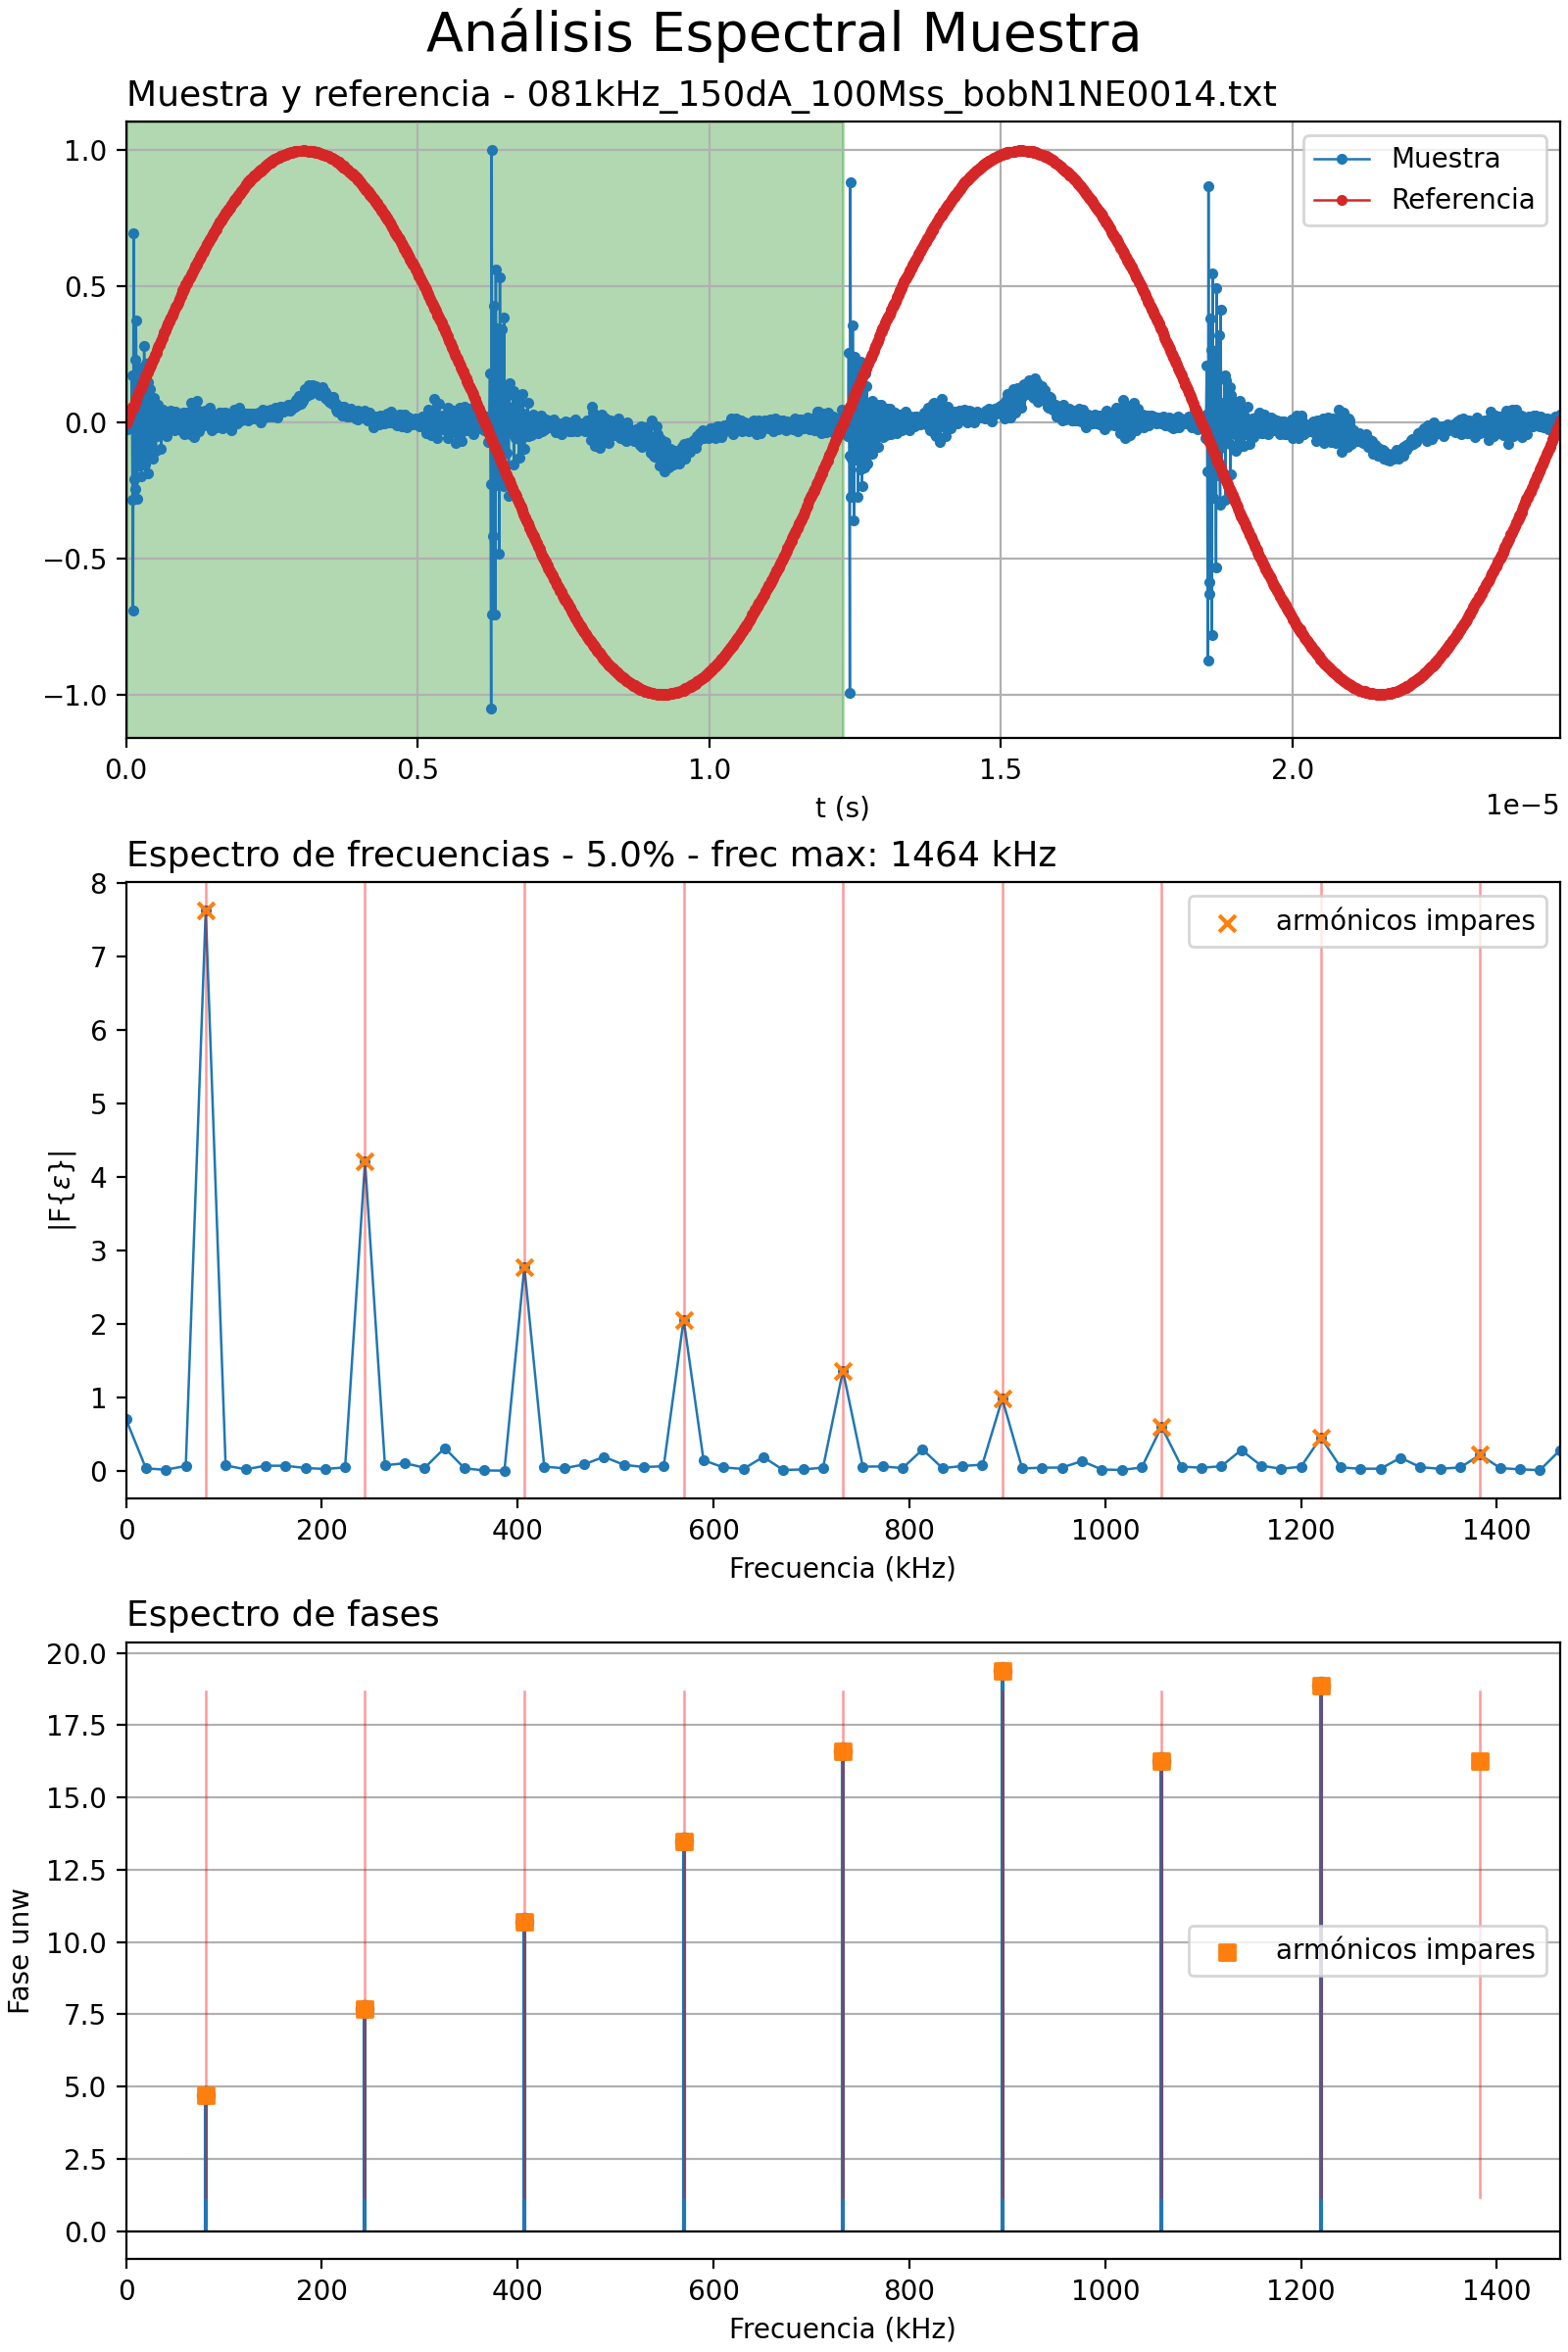 Análisis Espectral Muestra
Muestra y referencia - 081kHz_150dA_100Mss_bobN1NE0014.txt
Muestra
Referencia
1.0
0.5
0.0
−0.5
−1.0
0.0 0.5 1.0 1.5 2.0
1e−5
t (s)
Espectro de frecuencias - 5.0% - frec max: 1464 kHz
armónicos impares
8
7
6
5
4
3
2
1
0
|F{ε}|
0 200 400 600 800 1000 1200 1400
Frecuencia (kHz)
Espectro de fases
20.0
17.5
15.0
12.5
10.0
7.5
5.0
2.5
0.0
Fase unw
armónicos impares
0 200 400 600 800 1000 1200 1400
Frecuencia (kHz)